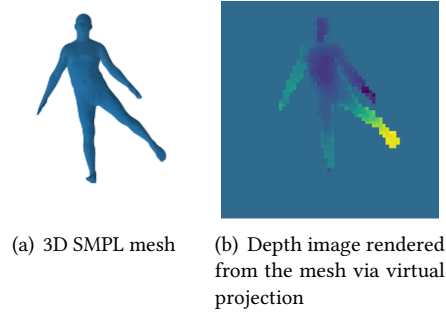 (a) 3D SMPL mesh
(b) Depth image rendered
from the mesh via virtual
projection